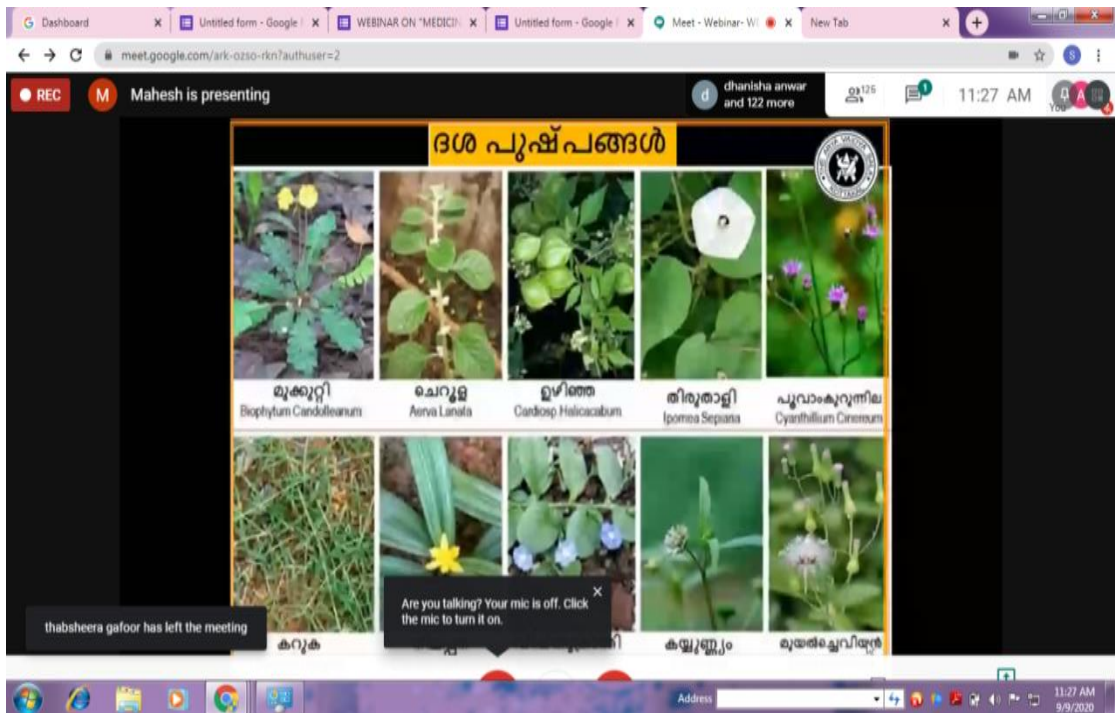 Dashboard
Untitled form - Google
WEBINAR ON "MEDICIN
Untitled form - Google
Meet - Webinar- WI
New Tab
meet.google.com/ark-ozso-rkn?authuser=2
REC
M
Mahesh is presenting
d
dhanisha anwar
and 122 more
126
1
11:27 AM
You
A
S
ദശ പുഷ്പങ്ങൾ
മുക്കുറ്റി
Biophytum Candolleanum
ചെറൂള
Aerva Lanata
ഉഴിഞ്ഞ
Cardiosp Halicacabum
തിരുതാളി
Ipomea Sepiaria
പൂവാംകുറുന്നില
Cyanthillium Cinereum
Are you talking? Your mic is off. Click
the mic to turn it on.
thabsheera gafoor has left the meeting
കറുക
കയ്യുണ്ണ്യം
മുയൽച്ചെവിയൻ
Address
11:27 AM
9/9/2020